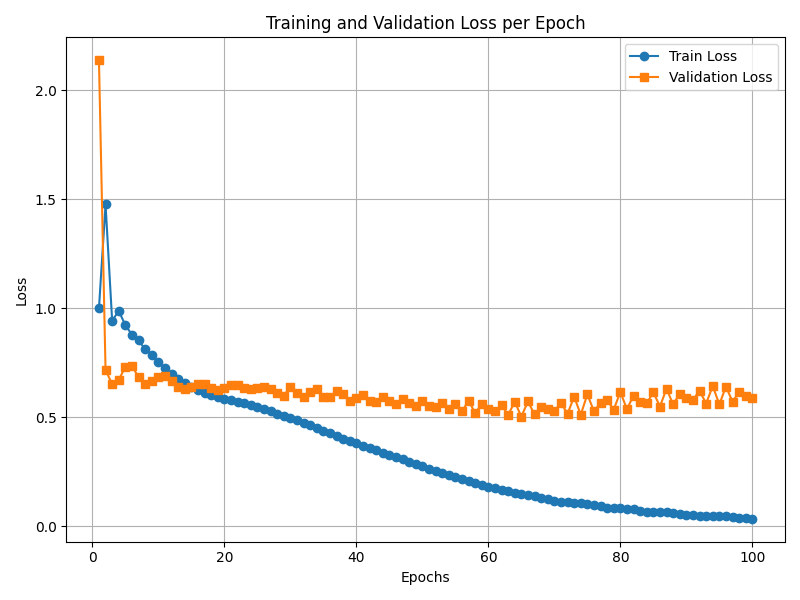 Training and Validation Loss per Epoch
Train Loss
Validation Loss
2.0
1.5
1.0
0.5
0.0
Loss
0 20 40 60 80 100
Epochs